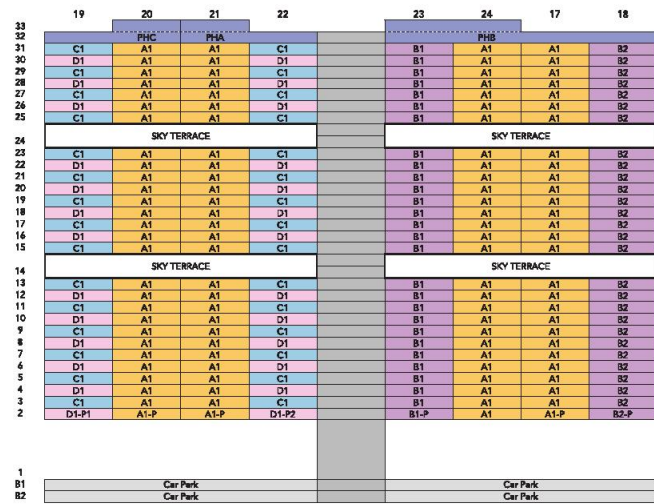 19 20 21 22 23 24 17 18
33
32 PHC PHA PHB
31 C1 A1 A1 C1 B1 A1 A1 B2
30 D1 A1 A1 D1 B1 A1 A1 B2
29 C1 A1 A1 C1 B1 A1 A1 B2
28 D1 A1 A1 D1 B1 A1 A1 B2
27 C1 A1 A1 C1 B1 A1 A1 B2
26 D1 A1 A1 D1 B1 A1 A1 B2
25 C1 A1 A1 C1 B1 A1 A1 B2
24 SKY TERRACE SKY TERRACE
23 C1 A1 A1 C1 B1 A1 A1 B2
22 D1 A1 A1 D1 B1 A1 A1 B2
21 C1 A1 A1 C1 B1 A1 A1 B2
20 D1 A1 A1 D1 B1 A1 A1 B2
19 C1 A1 A1 C1 B1 A1 A1 B2
18 D1 A1 A1 D1 B1 A1 A1 B2
17 C1 A1 A1 C1 B1 A1 A1 B2
16 D1 A1 A1 D1 B1 A1 A1 B2
15 C1 A1 A1 C1 B1 A1 A1 B2
14 SKY TERRACE SKY TERRACE
13 C1 A1 A1 C1 B1 A1 A1 B2
12 D1 A1 A1 D1 B1 A1 A1 B2
11 C1 A1 A1 C1 B1 A1 A1 B2
10 D1 A1 A1 D1 B1 A1 A1 B2
9 C1 A1 A1 C1 B1 A1 A1 B2
8 D1 A1 A1 D1 B1 A1 A1 B2
7 C1 A1 A1 C1 B1 A1 A1 B2
6 D1 A1 A1 D1 B1 A1 A1 B2
5 C1 A1 A1 C1 B1 A1 A1 B2
4 D1 A1 A1 D1 B1 A1 A1 B2
3 C1 A1 A1 C1 B1 A1 A1 B2
2 D1-P1 A1-P A1-P D1-P2 B1-P A1 A1-P B2-P
1
B1 Car Park Car Park
B2 Car Park Car Park